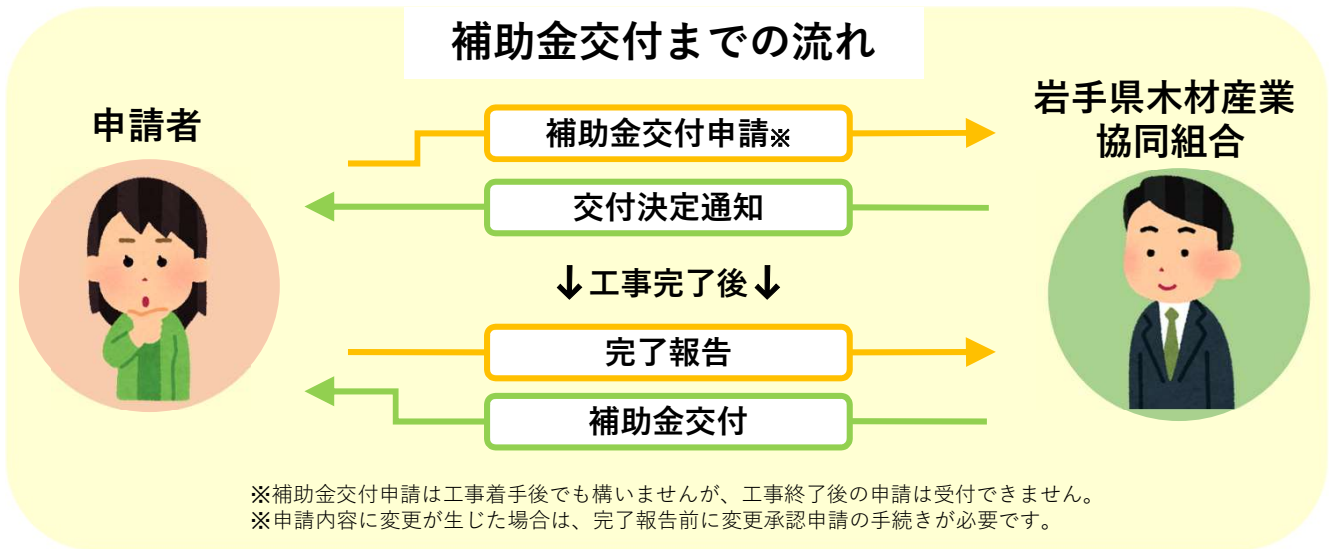 補助金交付までの流れ
申請者
岩手県木材産業
協同組合
補助金交付申請※
交付決定通知
↓工事完了後↓
完了報告
補助金交付
※補助金交付申請は工事着手後でも構いませんが、工事終了後の申請は受付できません。
※申請内容に変更が生じた場合は、完了報告前に変更承認申請の手続きが必要です。